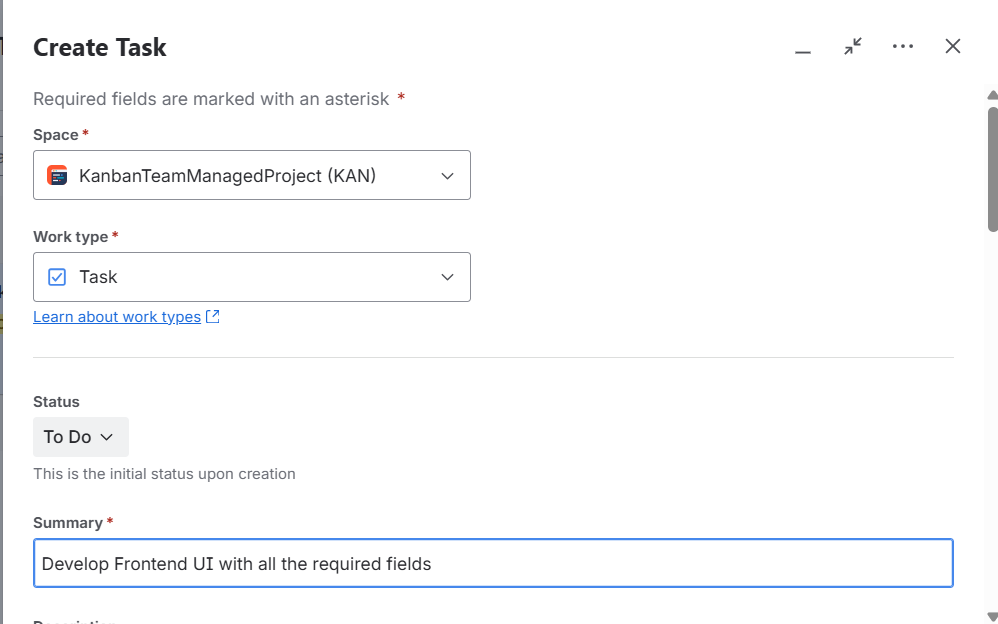 Create Task
Required fields are marked with an asterisk *
Space *
KanbanTeamManagedProject (KAN)
Work type *
Task
Learn about work types
Status
To Do
This is the initial status upon creation
Summary *
Develop Frontend UI with all the required fields